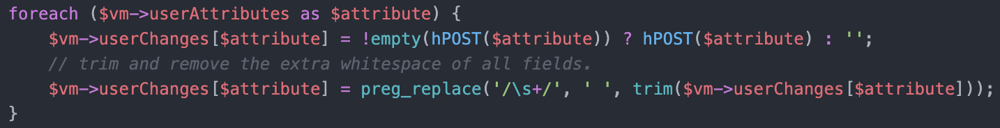 foreach ($vm->userAttributes as $attribute) {
    $vm->userChanges[$attribute] = !empty(hPOST($attribute)) ? hPOST($attribute) : '';
    // trim and remove the extra whitespace of all fields.
    $vm->userChanges[$attribute] = preg_replace('/\s+/', ' ', trim($vm->userChanges[$attribute]));
}